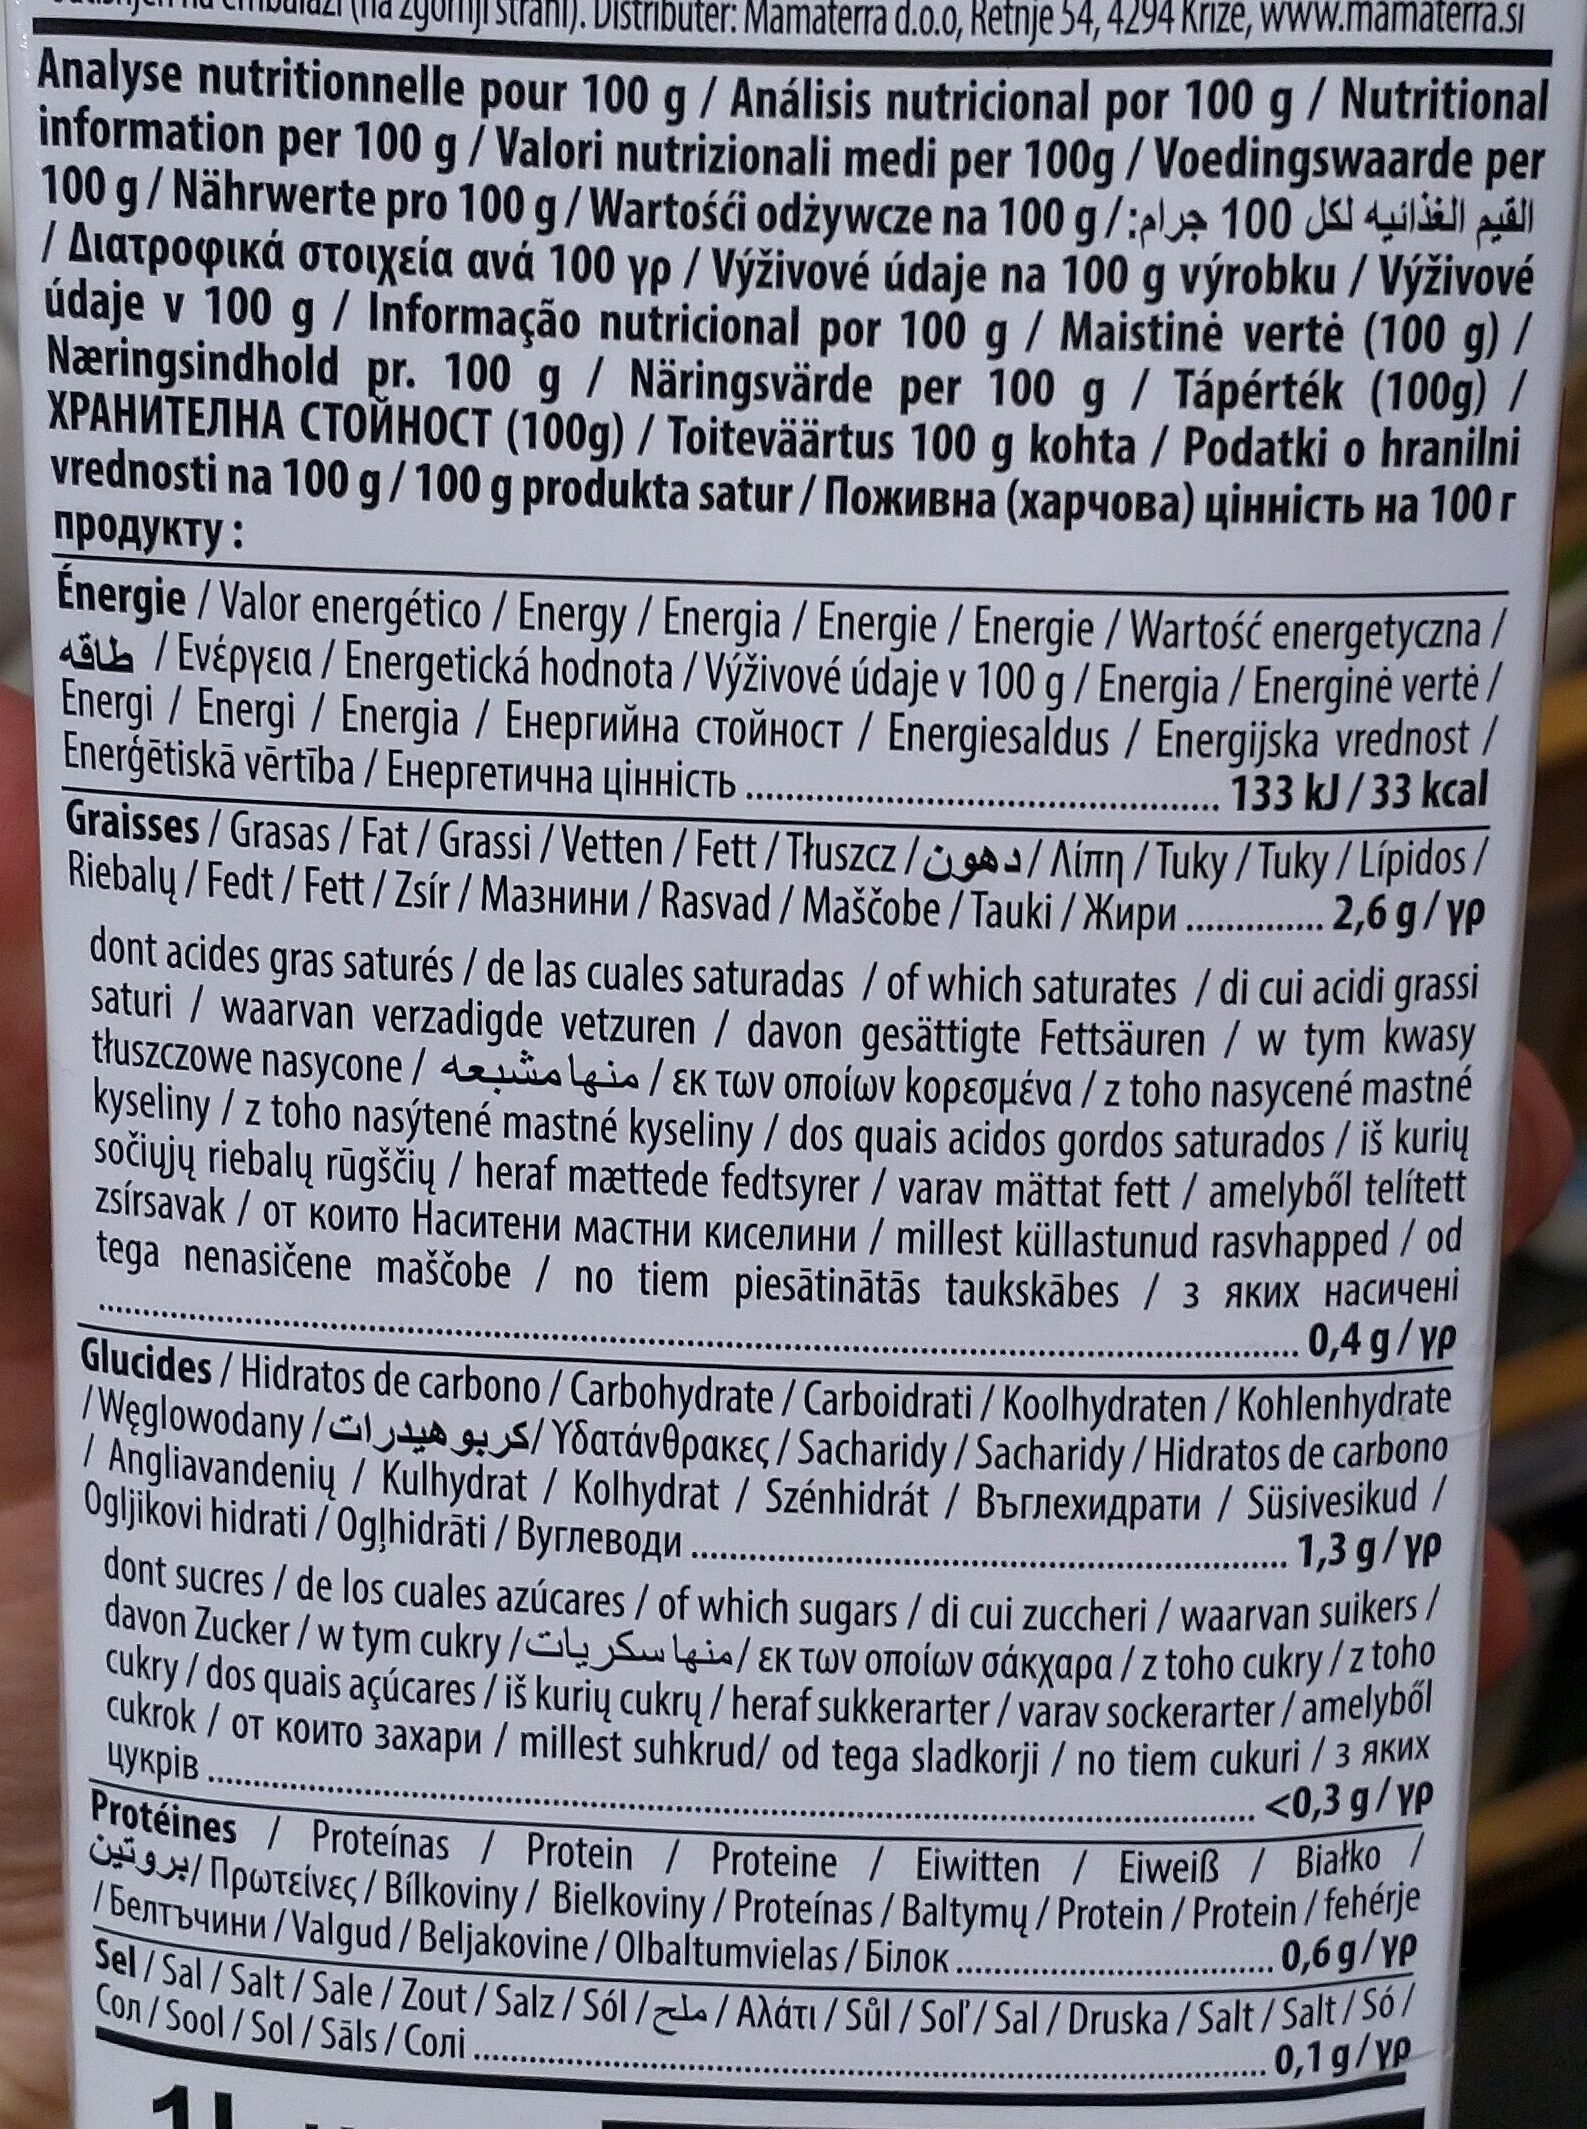 (na zgornji strani). Distributer: Mamaterra d.o.o, Retnje 54, 4294 Križe, www.mamaterra.si
Analyse nutritionnelle pour 100 g / Análisis nutricional por 100 g / Nutritional
information per 100 g / Valori nutrizionali medi per 100g / Voedingswaarde per
100 g / Nährwerte pro 100 g / Wartośći odżywcze na 100 g / القيم الغذائيه لكل 100 جرام:
/ Διατροφικά στοιχεία ανά 100 γρ / Výživové údaje na 100 g výrobku / Výživové
údaje v 100 g / Informação nutricional por 100 g / Maistinė vertė (100 g) /
Næringsindhold pr. 100 g / Näringsvärde per 100 g / Tápérték (100g) /
ХРАНИТЕЛНА СТОЙНОСТ (100g) / Toiteväärtus 100 g kohta / Podatki o hranilni
vrednosti na 100 g / 100 g produkta satur / Поживна (харчова) цінність на 100 г
продукту :
Énergie / Valor energético / Energy / Energia / Energie / Energie / Wartość energetyczna /
طاقه / Ενέργεια / Energetická hodnota / Výživové údaje v 100 g / Energia / Energinė vertė /
Energi / Energi / Energia / Енергийна стойност / Energiesaldus / Energijska vrednost /
Enerģētiskā vērtība / Енергетична цінність ........ 133 kJ / 33 kcal
Graisses / Grasas / Fat / Grassi / Vetten / Fett / Tłuszcz / دهون / Λίπη / Tuky / Tuky / Lípidos /
Riebalų / Fedt / Fett / Zsír / Мазнини / Rasvad / Maščobe / Tauki / Жири ........ 2,6 g / γρ
dont acides gras saturés / de las cuales saturadas / of which saturates / di cui acidi grassi
saturi / waarvan verzadigde vetzuren / davon gesättigte Fettsäuren / w tym kwasy
tłuszczowe nasycone / منها مشبعه / εκ των οποίων kορεσμένα / z toho nasycené mastné
kyseliny / z toho nasýtené mastné kyseliny / dos quais acidos gordos saturados / iš kurių
sočiųjų riebalų rūgščių / heraf mættede fedtsyrer / varav mättat fett / amelyből telített
zsírsavak / от които Наситени мастни киселини / millest küllastunud rasvhapped / od
tega nenasičene maščobe / no tiem piesātinātās taukskābes / з яких насичені
........ 0,4 g / γρ
Glucides / Hidratos de carbono / Carbohydrate / Carboidrati / Koolhydraten / Kohlenhydrate
/ Węglowodany / كربوهيدرات / Υδατάνθρακες / Sacharidy / Sacharidy / Hidratos de carbono
/ Angliavandenių / Kulhydrat / Kolhydrat / Szénhidrát / Въглехидрати / Süsivesikud /
Ogljikovi hidrati / Ogļhidrāti / Вуглеводи ........ 1,3 g / γρ
dont sucres / de los cuales azúcares / of which sugars / di cui zuccheri / waarvan suikers /
davon Zucker / w tym cukry / منها سكريات / εκ των οποίων σάκχαρα / z toho cukry / z toho
cukry / dos quais açúcares / iš kurių cukrų / heraf sukkerarter / varav sockerarter / amelyből
cukrok / от които захари / millest suhkrud/ od tega sladkorji / no tiem cukuri / з яких
цукрів ........ <0,3 g / γρ
Protéines / Proteínas / Protein / Proteine / Eiwitten / Eiweiß / Białko /
بروتين / Πρωτείνες / Bílkoviny / Bielkoviny / Proteínas / Baltymų / Protein / Protein / fehérje
/ Белтъчини / Valgud / Beljakovine / Olbaltumvielas / Білок ........ 0,6 g / γρ
Sel / Sal / Salt / Sale / Zout / Salz / Sól / ملح / Αλάτι / Sůl / Soľ / Sal / Druska / Salt / Salt / Só /
Сол / Sool / Sol / Sāls / Солі ........ 0,1 g / γρ
1L